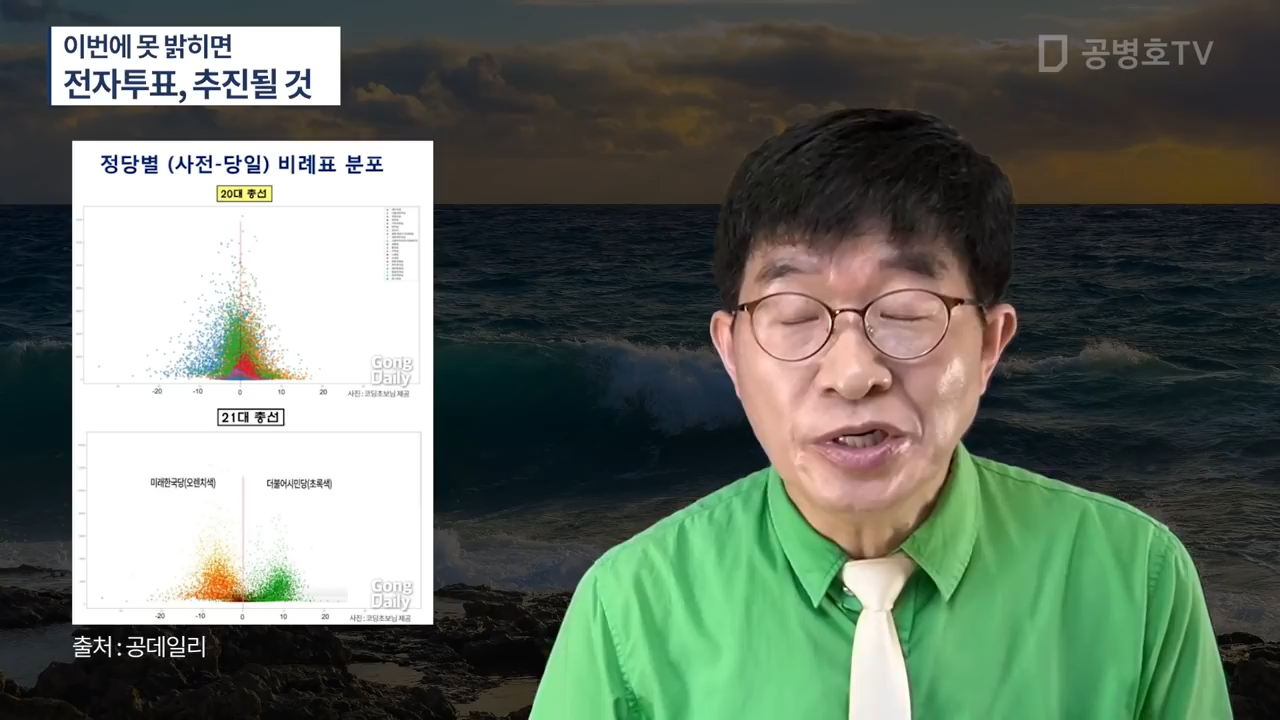 이번에 못 밝히면
전자투표, 추진될 것
공병호TV
정당별 (사전-당일) 비례표 분포
20대 총선
-20 -10 0 10 20
Gong
Daily
사진 : 코딩초보님 제공
21대 총선
미래한국당(오렌치색) 더불어시민당(초록색)
-20 -10 0 10 20
Gong
Daily
사진 : 코딩초보님 제공
출처 : 공데일리